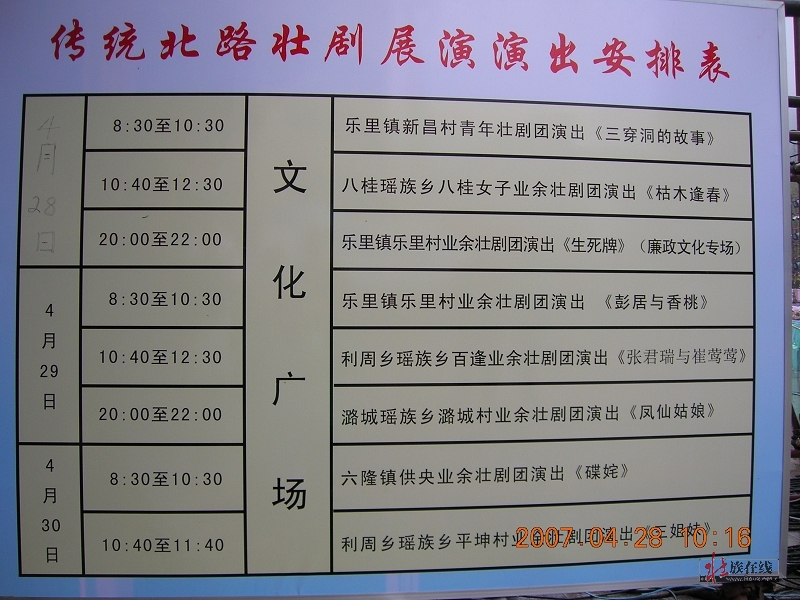 传统北路壮剧展演演出安排表
4月28日
8:30至10:30
乐里镇新昌村青年壮剧团演出《三穿洞的故事》
10:40至12:30
八桂瑶族乡八桂女子业余壮剧团演出《枯木逢春》
20:00至22:00
乐里镇乐里村业余壮剧团演出《生死牌》（廉政文化专场）
文化广场
4月29日
8:30至10:30
乐里镇乐里村业余壮剧团演出 《彭居与香桃》
10:40至12:30
利周乡瑶族乡百逢业余壮剧团演出《张君瑞与崔莺莺》
20:00至22:00
潞城瑶族乡潞城村业余壮剧团演出《凤仙姑娘》
4月30日
8:30至10:30
六隆镇供央业余壮剧团演出《碟姹》
10:40至11:40
利周乡瑶族乡平坤村业余壮剧团演出《三姐妹》
2007.04.28 10:16
壮族在线